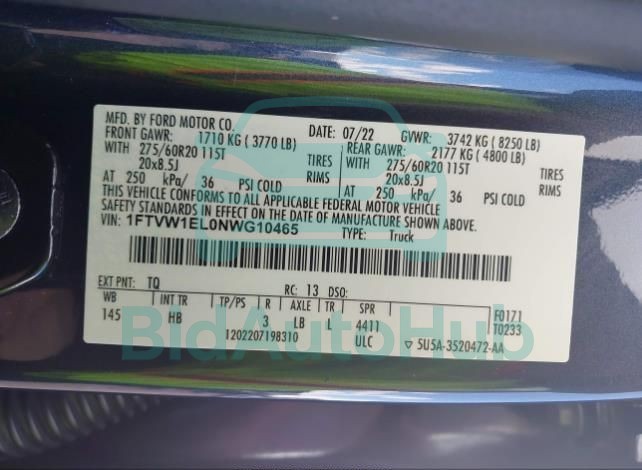 MFD. BY FORD MOTOR CO. DATE: 07/22 GVWR: 3742 KG ( 8250 LB)
FRONT GAWR: 1710 KG ( 3770 LB) REAR GAWR: 2177 KG ( 4800 LB)
WITH 275/60R20 115T TIRES WITH 275/60R20 115T TIRES
20x8.5J RIMS 20x8.5J RIMS
AT 250 kPa/ 36 PSI COLD AT 250 kPa/ 36 PSI COLD
THIS VEHICLE CONFORMS TO ALL APPLICABLE FEDERAL MOTOR VEHICLE
SAFETY STANDARDS IN EFFECT ON THE DATE OF MANUFACTURE SHOWN ABOVE.
VIN: 1FTVW1EL0NWG10465 TYPE: Truck
EXT PNT: TQ RC: 13 DSO:
WB INT TR TP/PS R AXLE TR SPR F0171
145 HB 3 LB L 4411 T0233
1202207198310 ULC ▽ 5U5A-3520472-AA
BidAutoHub